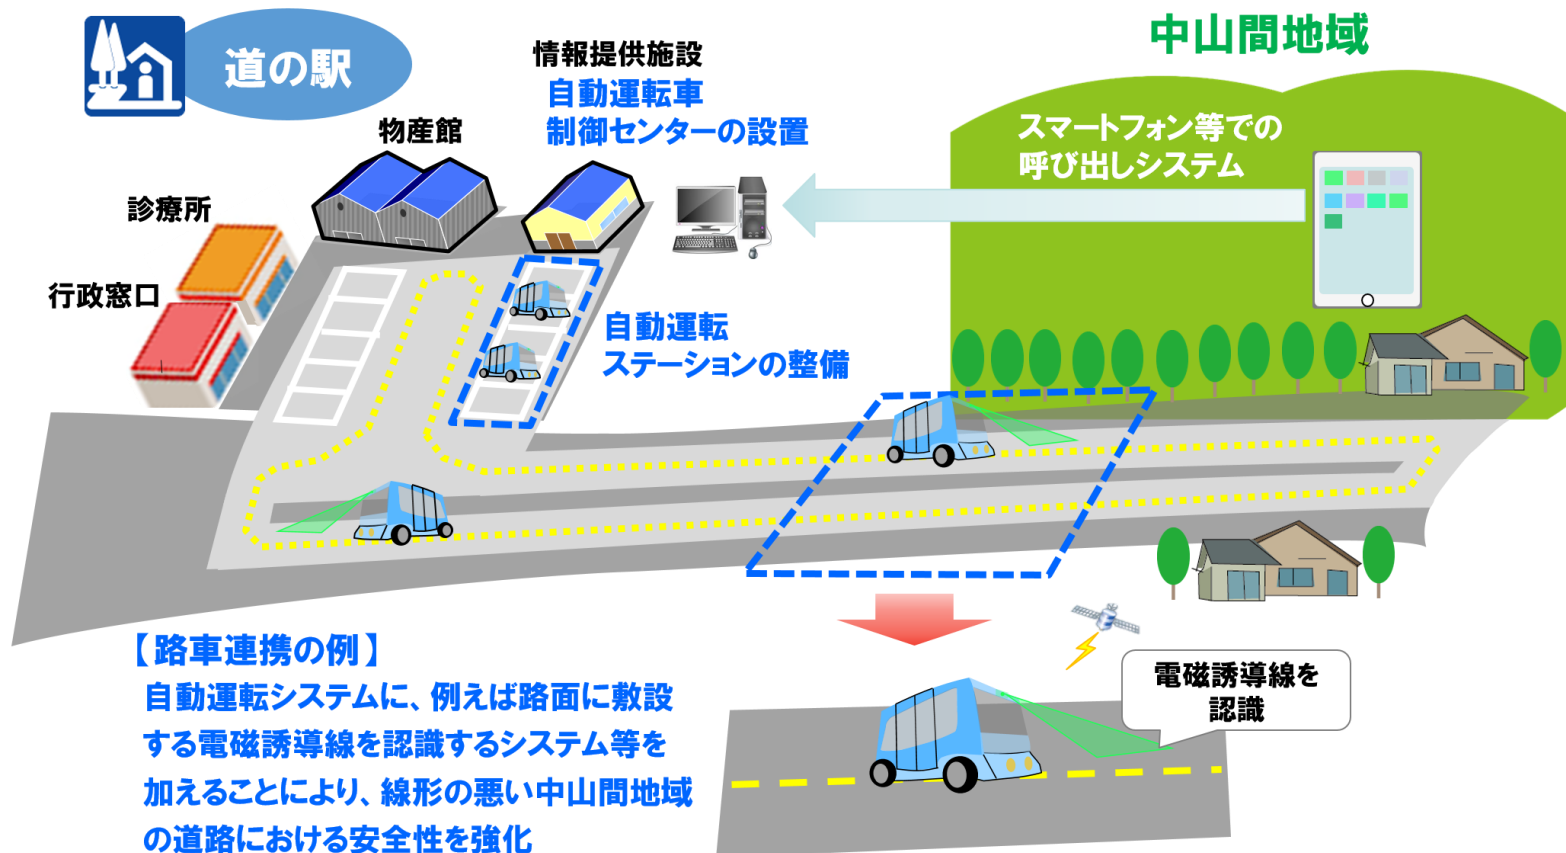 道の駅
情報提供施設
自動運転車
制御センターの設置
中山間地域
物産館
スマートフォン等での
呼び出しシステム
診療所
行政窓口
自動運転
ステーションの整備
【路車連携の例】
自動運転システムに、例えば路面に敷設
する電磁誘導線を認識するシステム等を
加えることにより、線形の悪い中山間地域
の道路における安全性を強化
電磁誘導線を
認識